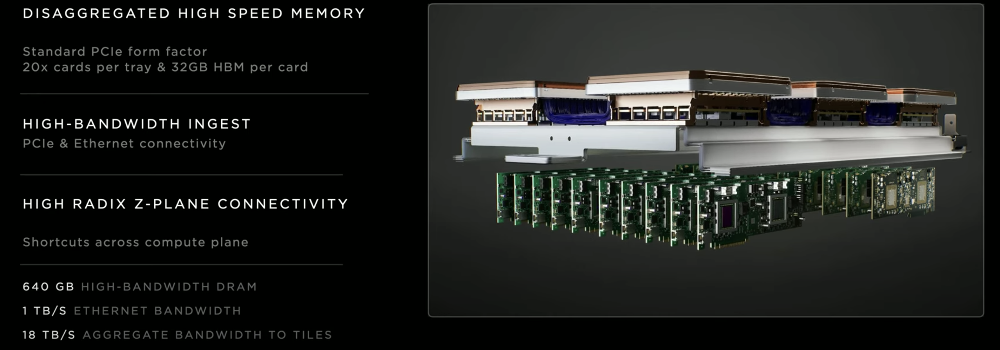 DISAGGREGATED HIGH SPEED MEMORY
Standard PCIe form factor
20x cards per tray & 32GB HBM per card
HIGH-BANDWIDTH INGEST
PCIe & Ethernet connectivity
HIGH RADIX Z-PLANE CONNECTIVITY
Shortcuts across compute plane
640 GB HIGH-BANDWIDTH DRAM
1 TB/S ETHERNET BANDWIDTH
18 TB/S AGGREGATE BANDWIDTH TO TILES